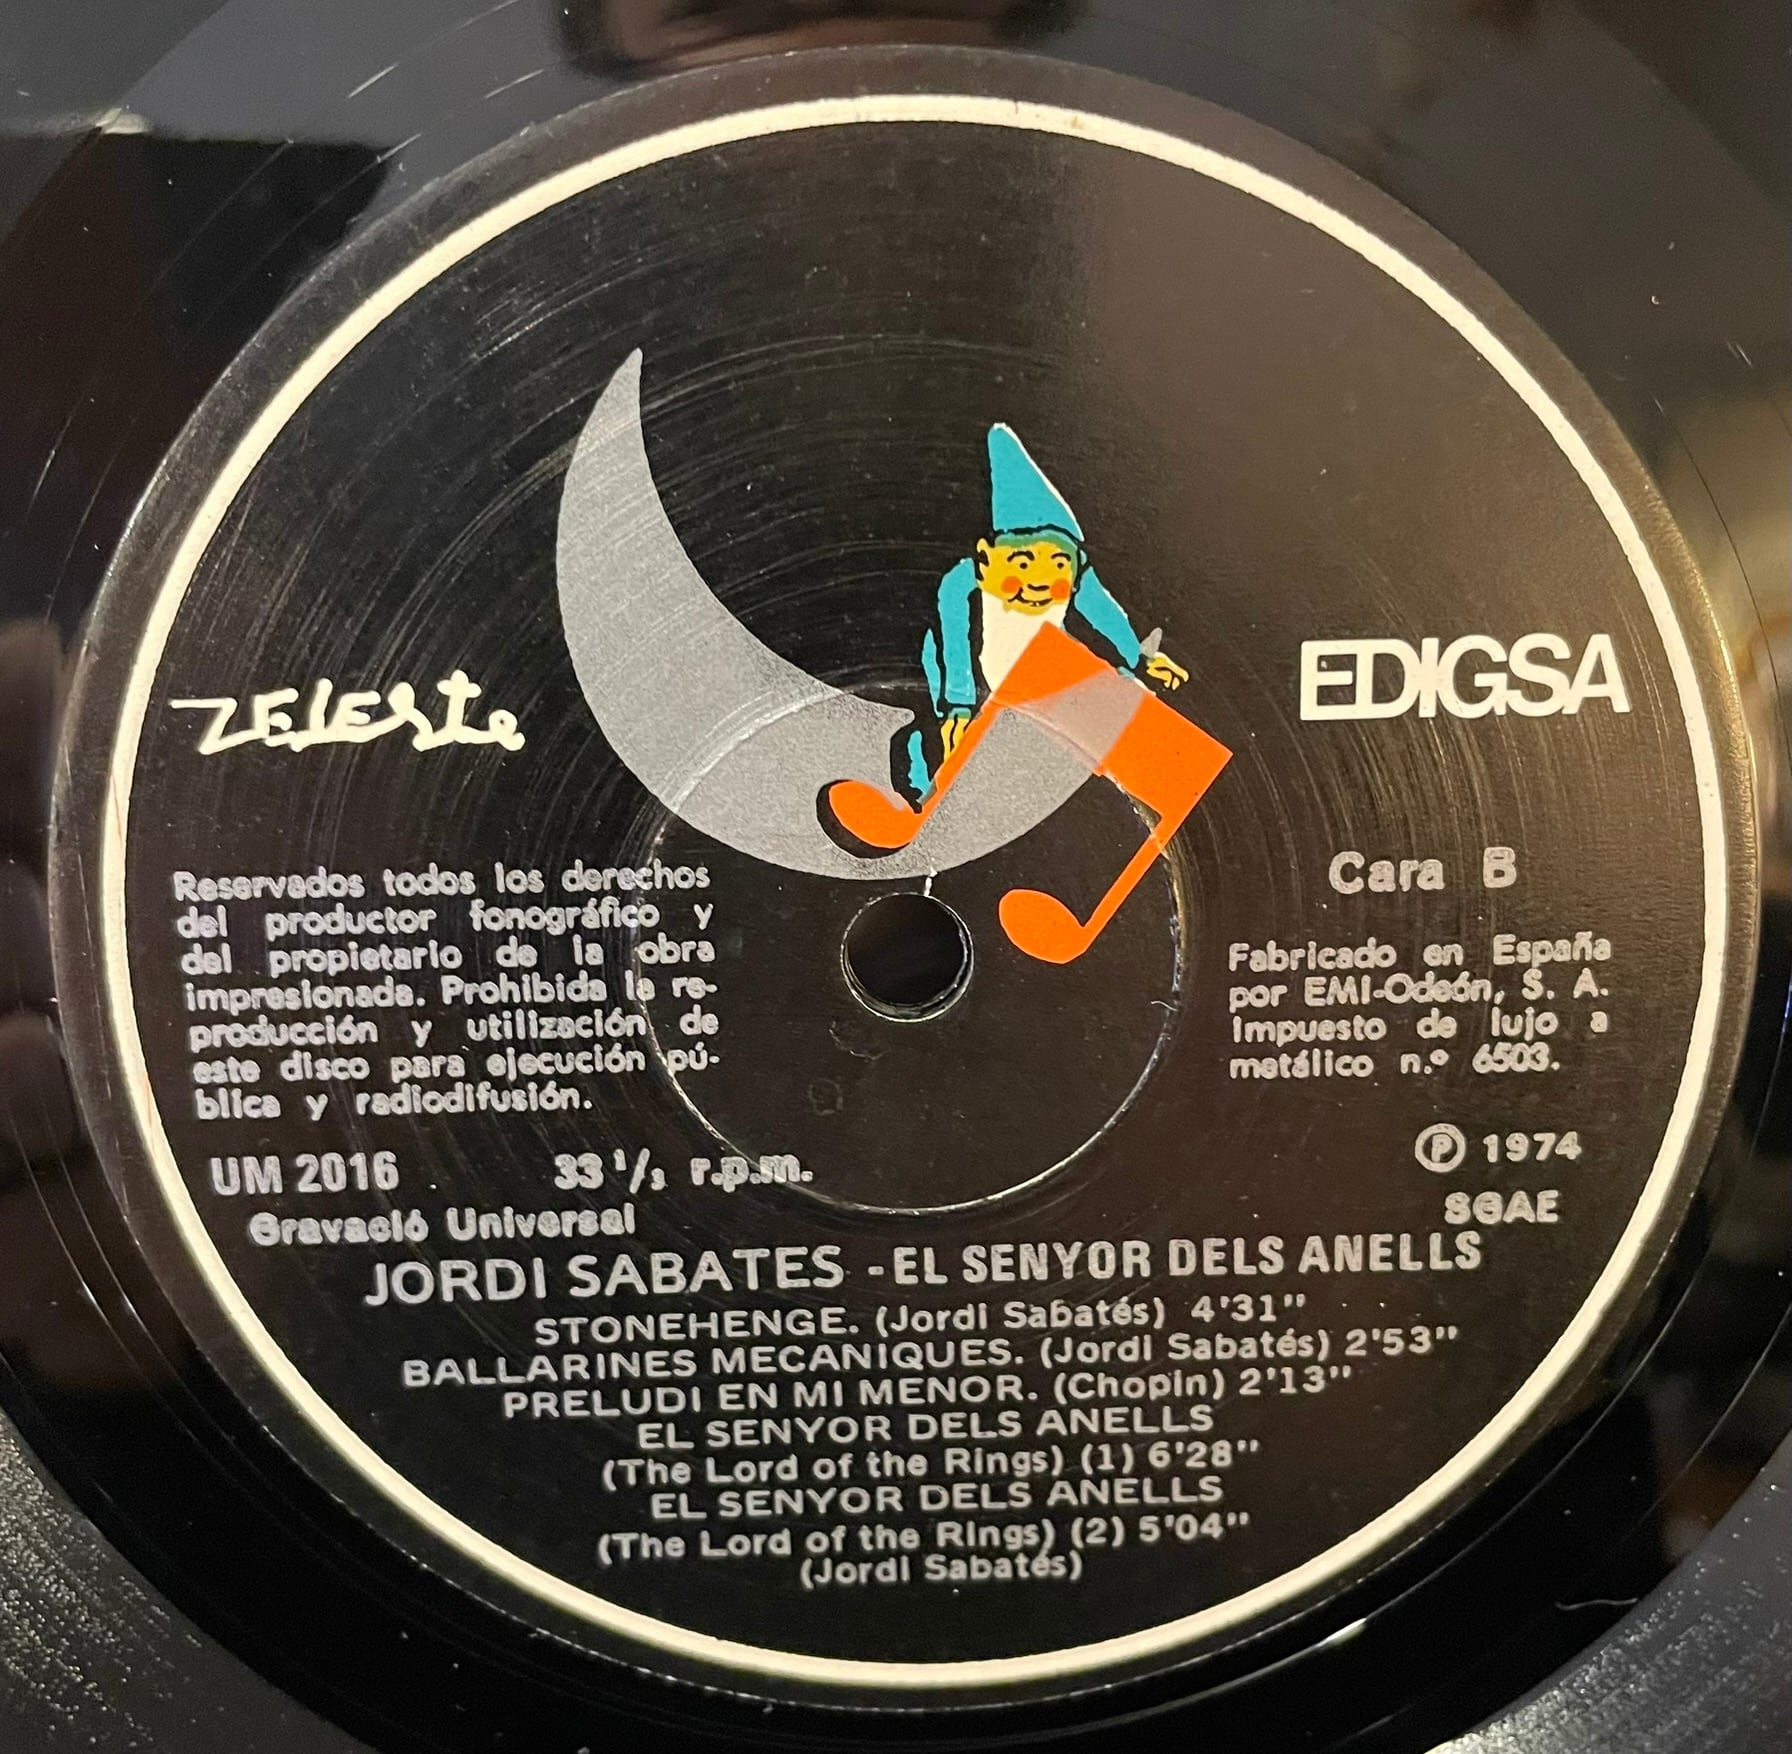 ZELESTE
EDIGSA
Reservados todos los derechos
del productor fonográfico y
del propietario de la obra
impresionada. Prohibida la re-
producción y utilización de
este disco para ejecución pú-
blica y radiodifusión.
Cara B
Fabricado en España
por EMI-Odeón, S. A.
Impuesto de lujo a
metálico n.º 6503.
UM 2016 33 1/3 r.p.m.
Gravació Universal
Ⓟ 1974
SGAE
JORDI SABATES - EL SENYOR DELS ANELLS
STONEHENGE. (Jordi Sabatés) 4'31"
BALLARINES MECANIQUES. (Jordi Sabatés) 2'53"
PRELUDI EN MI MENOR. (Chopin) 2'13"
EL SENYOR DELS ANELLS
(The Lord of the Rings) (1) 6'28"
EL SENYOR DELS ANELLS
(The Lord of the Rings) (2) 5'04"
(Jordi Sabatés)